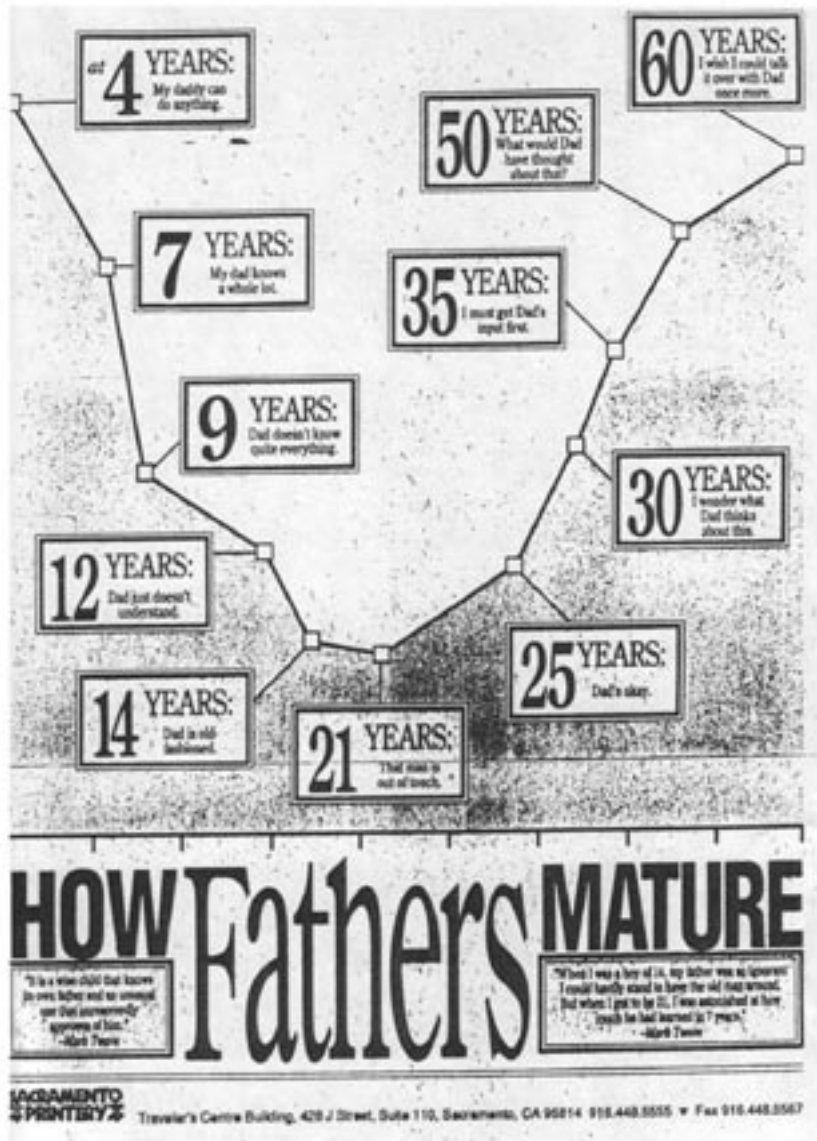 at 4 YEARS:
My daddy can
do anything.
7 YEARS:
My dad knows
a whole lot.
9 YEARS:
Dad doesn't know
quite everything.
12 YEARS:
Dad just doesn't
understand.
14 YEARS:
Dad is old-
fashioned.
21 YEARS:
That man is
out of touch.
25 YEARS:
Dad's okay.
30 YEARS:
I wonder what
Dad thinks
about this.
35 YEARS:
I must get Dad's
input first.
50 YEARS:
What would Dad
have thought
about that?
60 YEARS:
I wish I could talk
it over with Dad
once more.
HOW Fathers MATURE
"It is a wise child that knows
its own father and an unusual
one that unreservedly
approves of him."
–Mark Twain
"When I was a boy of 14, my father was so ignorant
I could hardly stand to have the old man around.
But when I got to be 21, I was astonished at how
much he had learned in 7 years."
–Mark Twain
SACRAMENTO
PRINTERY
Traveler's Centre Building, 428 J Street, Suite 110, Sacramento, CA 95814 916.448.5555 Fax 916.448.5567